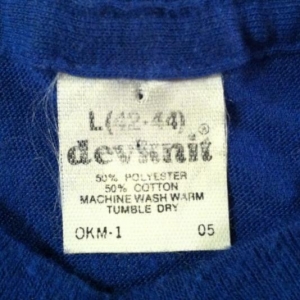 L (42-44)
devknit®
50% POLYESTER
50% COTTON
MACHINE WASH WARM
TUMBLE DRY
OKM-1 05